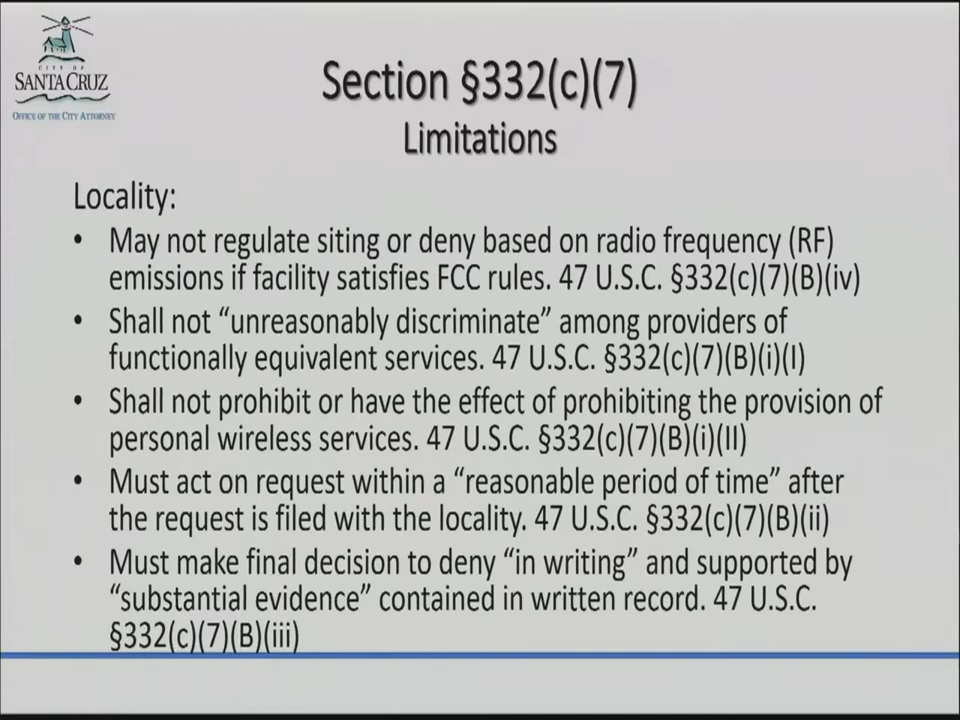 CITY OF
SANTA CRUZ
OFFICE OF THE CITY ATTORNEY
Section §332(c)(7)
Limitations
Locality:
• May not regulate siting or deny based on radio frequency (RF)
emissions if facility satisfies FCC rules. 47 U.S.C. §332(c)(7)(B)(iv)
• Shall not “unreasonably discriminate” among providers of
functionally equivalent services. 47 U.S.C. §332(c)(7)(B)(i)(I)
• Shall not prohibit or have the effect of prohibiting the provision of
personal wireless services. 47 U.S.C. §332(c)(7)(B)(i)(II)
• Must act on request within a “reasonable period of time” after
the request is filed with the locality. 47 U.S.C. §332(c)(7)(B)(ii)
• Must make final decision to deny “in writing” and supported by
“substantial evidence” contained in written record. 47 U.S.C.
§332(c)(7)(B)(iii)